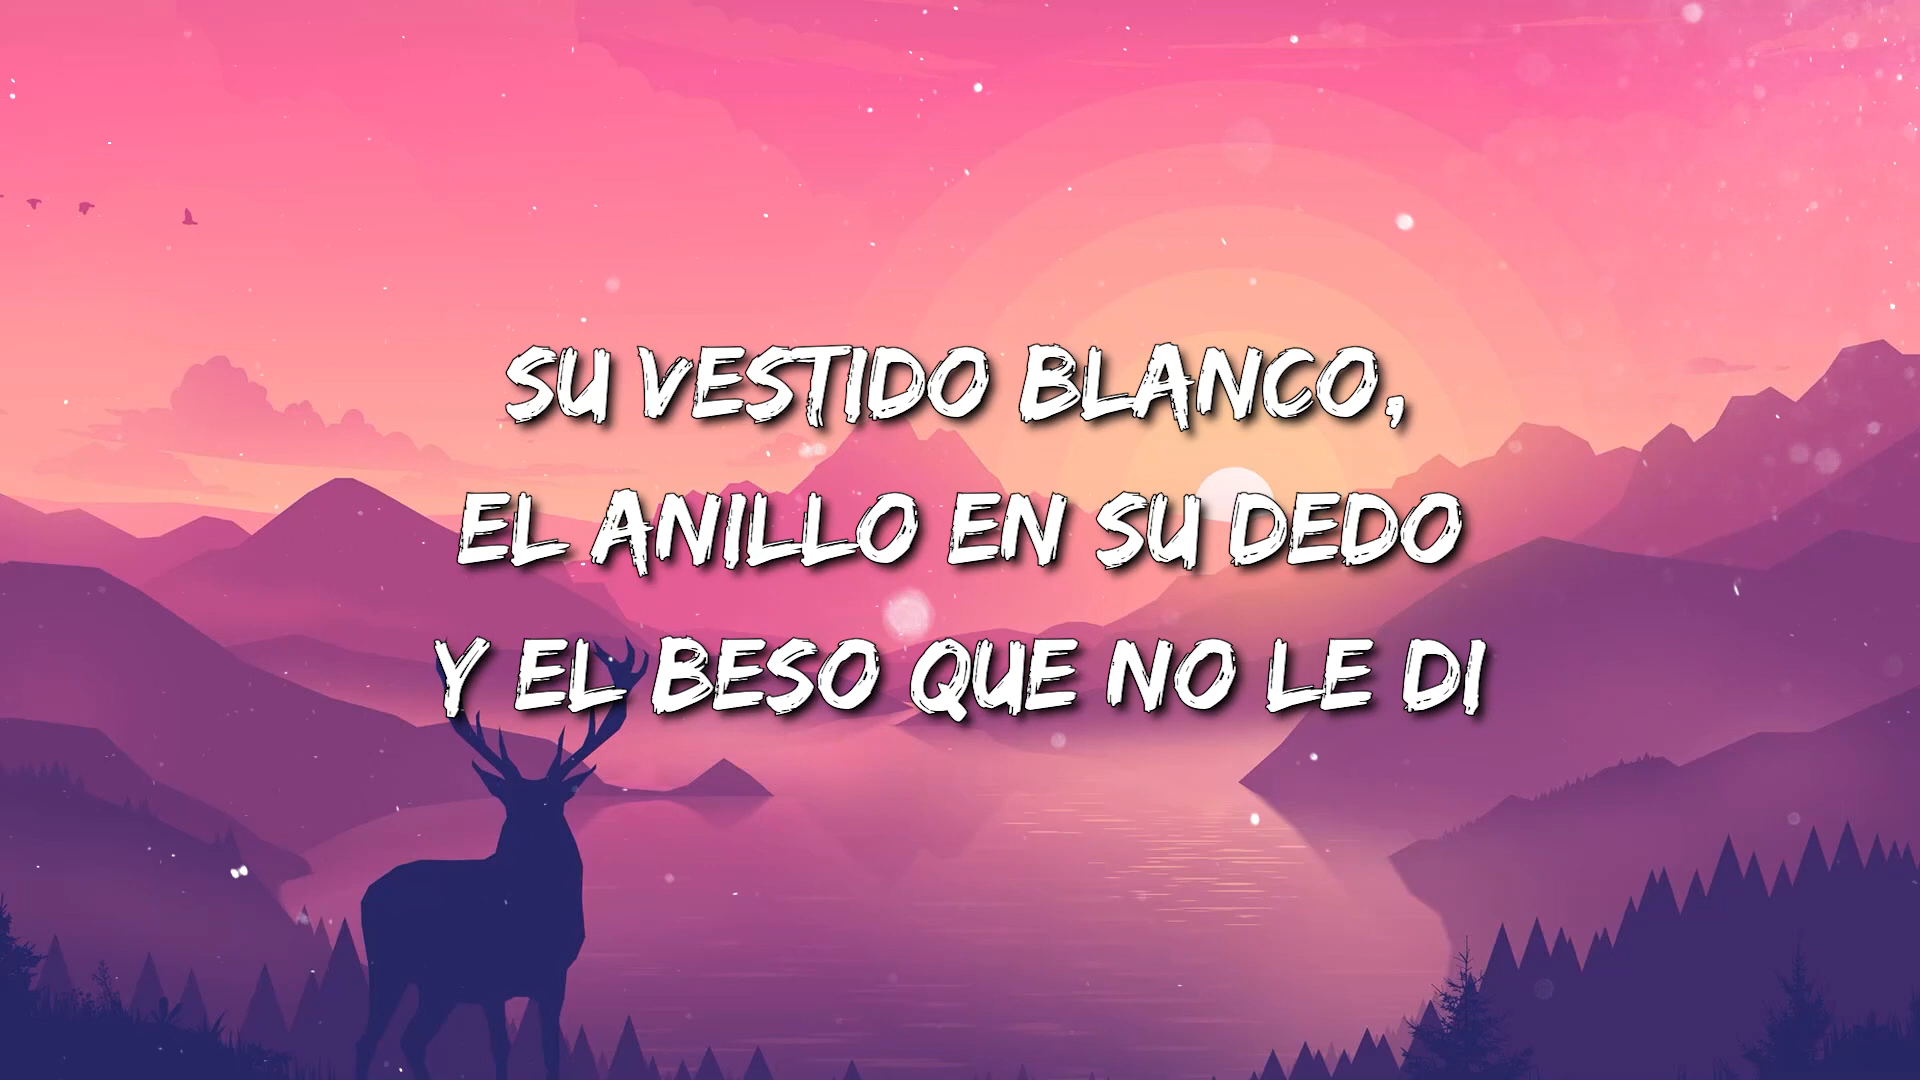 SU VESTIDO BLANCO,
EL ANILLO EN SU DEDO
Y EL BESO QUE NO LE DI